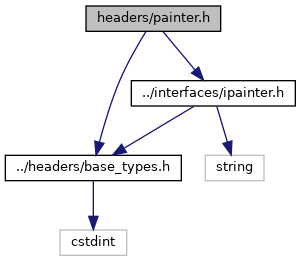 headers/painter.h
../interfaces/ipainter.h
../headers/base_types.h
string
cstdint